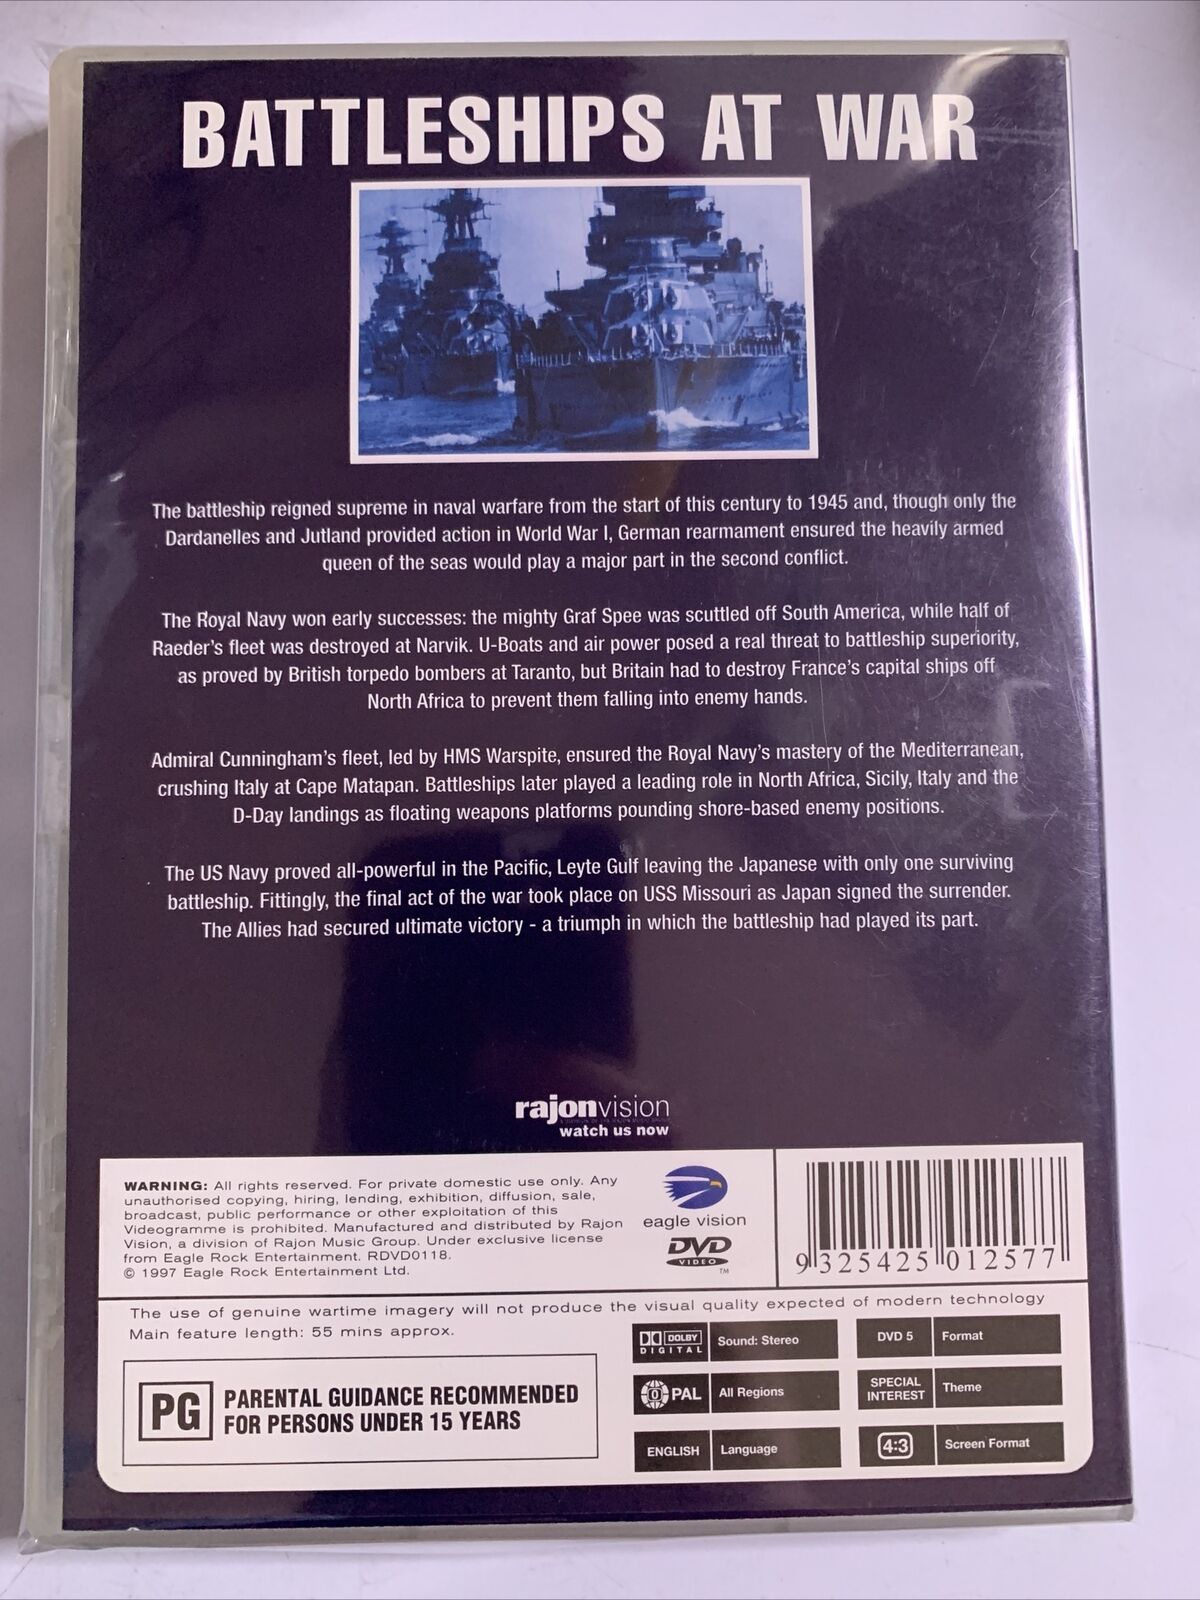 BATTLESHIPS AT WAR
The battleship reigned supreme in naval warfare from the start of this century to 1945 and, though only the
Dardanelles and Jutland provided action in World War I, German rearmament ensured the heavily armed
queen of the seas would play a major part in the second conflict.
The Royal Navy won early successes: the mighty Graf Spee was scuttled off South America, while half of
Raeder's fleet was destroyed at Narvik. U-Boats and air power posed a real threat to battleship superiority,
as proved by British torpedo bombers at Taranto, but Britain had to destroy France's capital ships off
North Africa to prevent them falling into enemy hands.
Admiral Cunningham's fleet, led by HMS Warspite, ensured the Royal Navy's mastery of the Mediterranean,
crushing Italy at Cape Matapan. Battleships later played a leading role in North Africa, Sicily, Italy and the
D-Day landings as floating weapons platforms pounding shore-based enemy positions.
The US Navy proved all-powerful in the Pacific, Leyte Gulf leaving the Japanese with only one surviving
battleship. Fittingly, the final act of the war took place on USS Missouri as Japan signed the surrender.
The Allies had secured ultimate victory - a triumph in which the battleship had played its part.
rajonvision
watch us now
WARNING: All rights reserved. For private domestic use only. Any
unauthorised copying, hiring, lending, exhibition, diffusion, sale,
broadcast, public performance or other exploitation of this
Videogramme is prohibited. Manufactured and distributed by Rajon
Vision, a division of Rajon Music Group. Under exclusive license
from Eagle Rock Entertainment. RDVD0118.
© 1997 Eagle Rock Entertainment Ltd.
eagle vision
DVD
VIDEO
TM
9 325425 012577
The use of genuine wartime imagery will not produce the visual quality expected of modern technology
Main feature length: 55 mins approx.
PG
PARENTAL GUIDANCE RECOMMENDED
FOR PERSONS UNDER 15 YEARS
DOLBY
DIGITAL
Sound: Stereo
DVD 5
Format
0
PAL
All Regions
SPECIAL
INTEREST
Theme
ENGLISH
Language
4:3
Screen Format